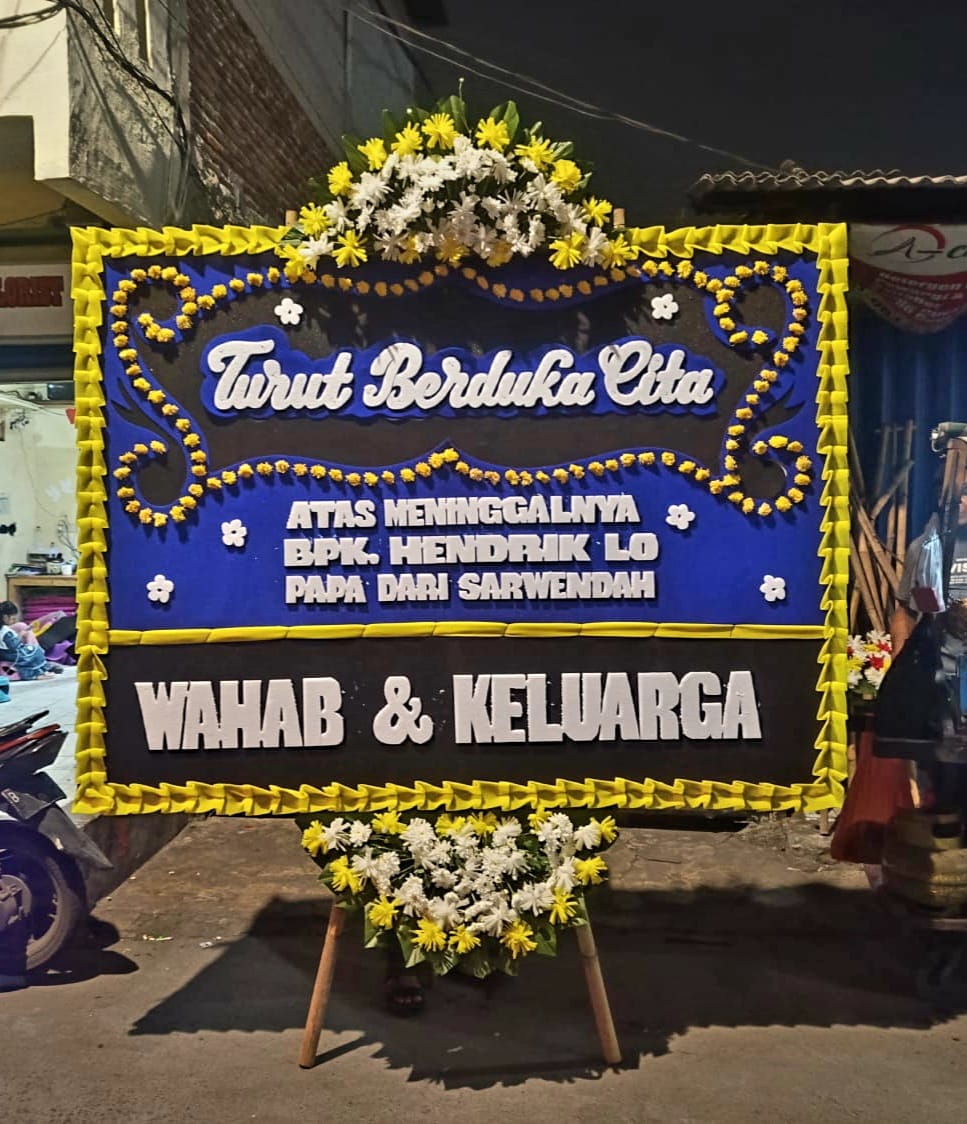 Turut Berduka Cita
ATAS MENINGGALNYA
BPK. HENDRIK LO
PAPA DARI SARWENDAH
WAHAB & KELUARGA